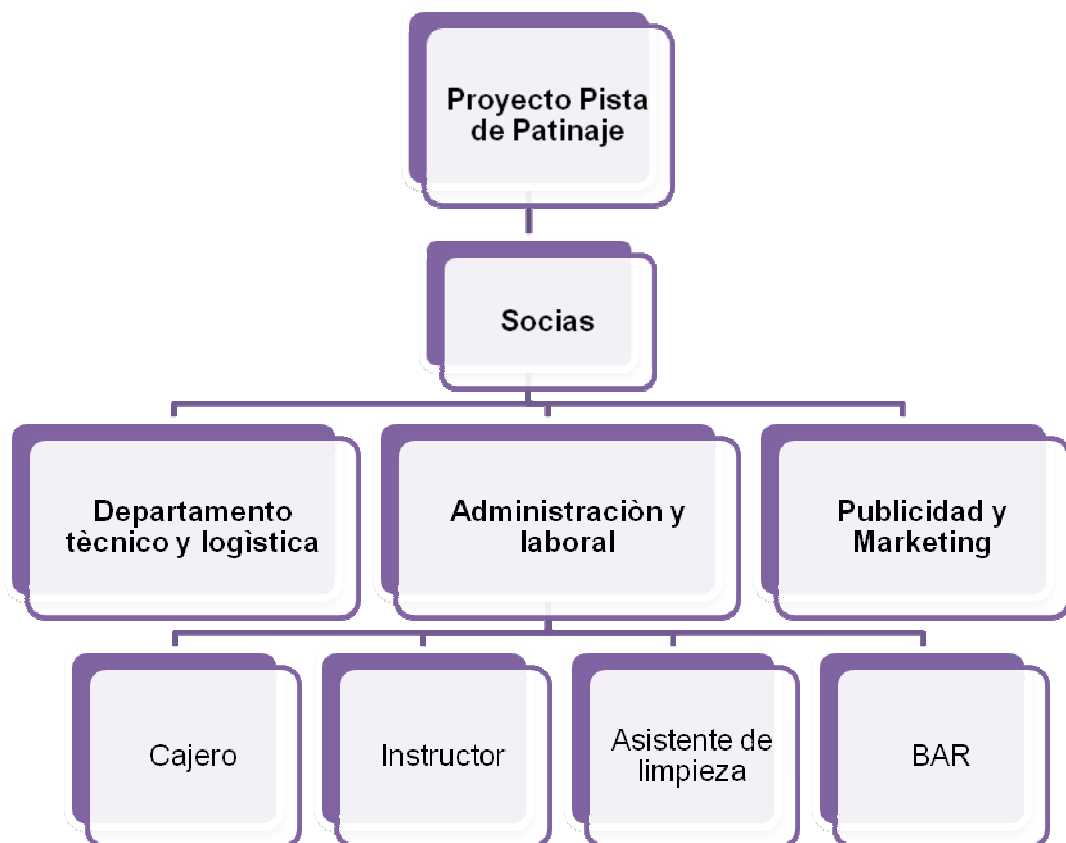 Proyecto Pista
de Patinaje
Socias
Departamento
tècnico y logìstica
Administraciòn y
laboral
Publicidad y
Marketing
Cajero
Instructor
Asistente de
limpieza
BAR